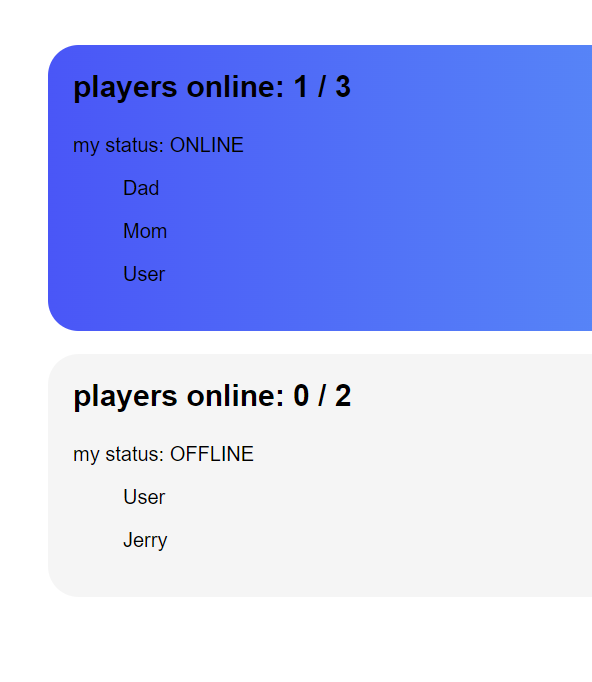 players online: 1 / 3
my status: ONLINE
Dad
Mom
User
players online: 0 / 2
my status: OFFLINE
User
Jerry